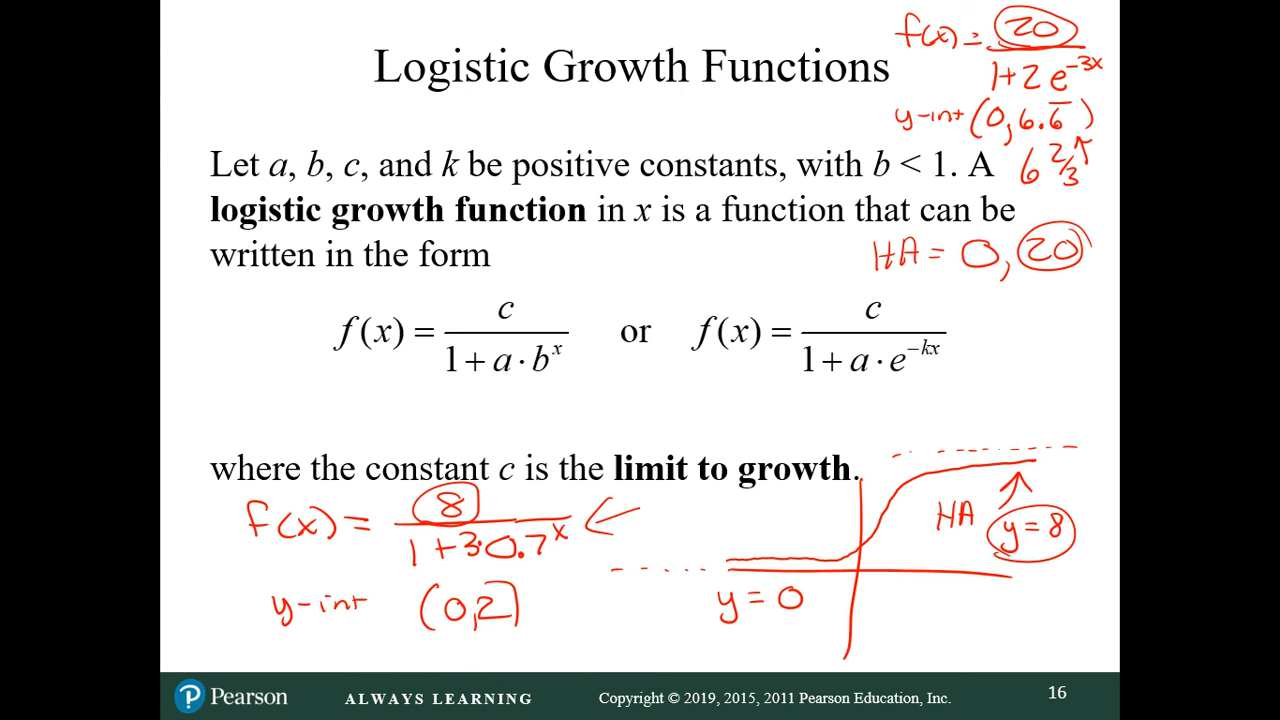 Logistic Growth Functions
f(x) = 20 / 1+2e^-3x
y-int (0, 6.6̅)
6 2/3
Let a, b, c, and k be positive constants, with b < 1. A
logistic growth function in x is a function that can be
written in the form
HA = 0, 20
f(x) = c / 1 + a · b^x or f(x) = c / 1 + a · e^-kx
where the constant c is the limit to growth.
f(x) = 8 / 1 + 3·0.7^x
HA y = 8
y-int (0,2)
y = 0
Pearson ALWAYS LEARNING Copyright © 2019, 2015, 2011 Pearson Education, Inc. 16